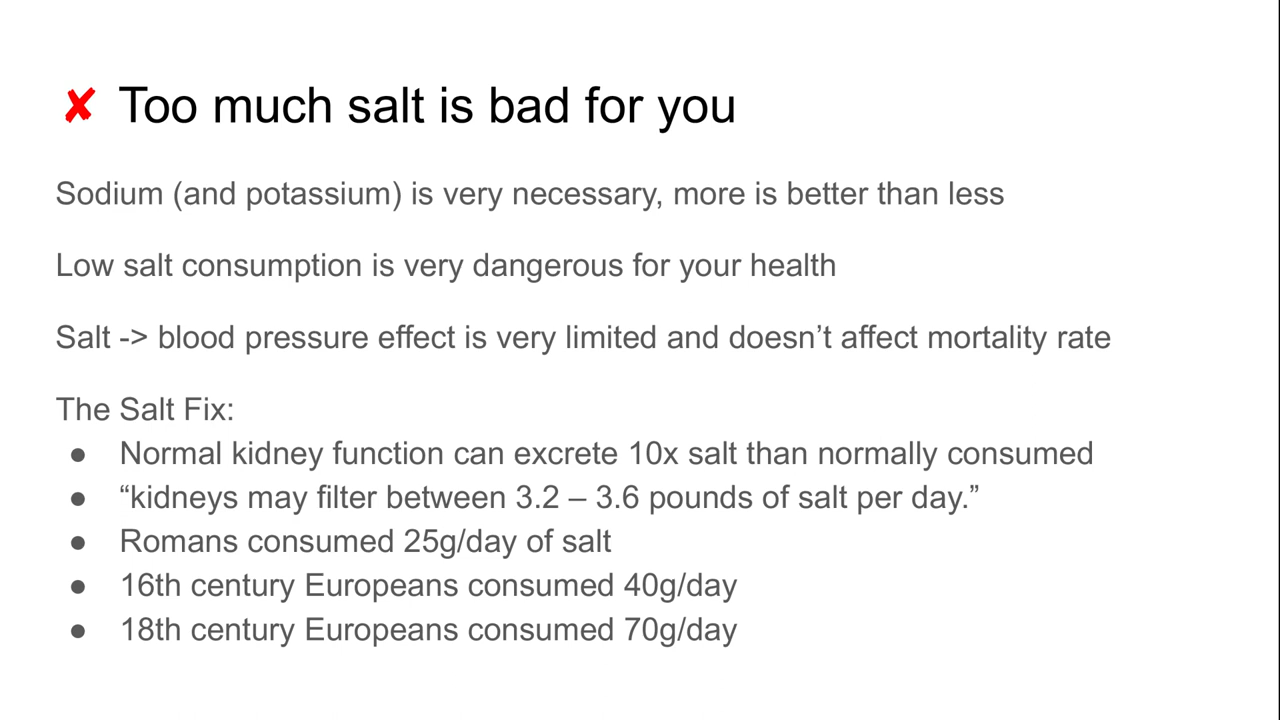 ✘ Too much salt is bad for you
Sodium (and potassium) is very necessary, more is better than less
Low salt consumption is very dangerous for your health
Salt -> blood pressure effect is very limited and doesn’t affect mortality rate
The Salt Fix:
● Normal kidney function can excrete 10x salt than normally consumed
● “kidneys may filter between 3.2 – 3.6 pounds of salt per day.”
● Romans consumed 25g/day of salt
● 16th century Europeans consumed 40g/day
● 18th century Europeans consumed 70g/day